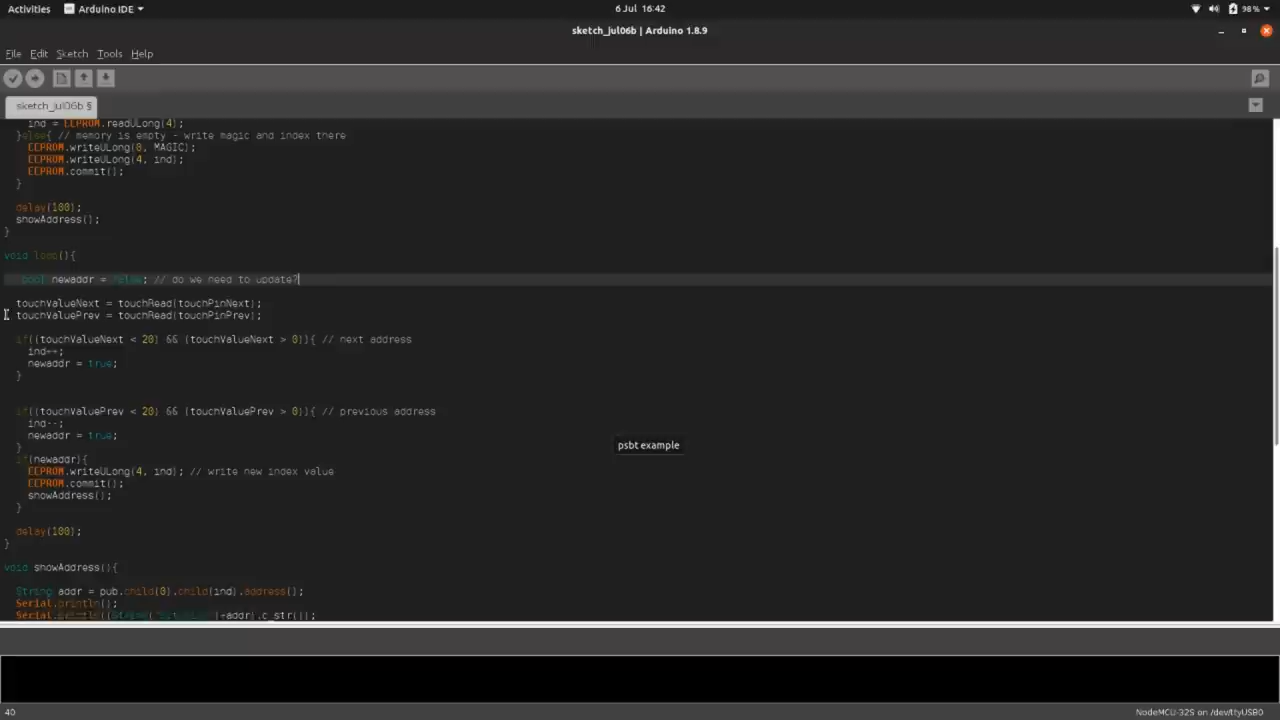 Activities Arduino IDE 6 Jul 16:42 98%
sketch_jul06b | Arduino 1.8.9
File Edit Sketch Tools Help
sketch_jul06b §
ind = EEPROM.readULong(4);
}else{ // memory is empty - write magic and index there
EEPROM.writeULong(0, MAGIC);
EEPROM.writeULong(4, ind);
EEPROM.commit();
}
delay(100);
showAddress();
}
void loop(){
bool newaddr = false; // do we need to update?
touchValueNext = touchRead(touchPinNext);
touchValuePrev = touchRead(touchPinPrev);
if((touchValueNext < 20) && (touchValueNext > 0)){ // next address
ind++;
newaddr = true;
}
if((touchValuePrev < 20) && (touchValuePrev > 0)){ // previous address
ind--;
newaddr = true;
}
psbt example
if(newaddr){
EEPROM.writeULong(4, ind); // write new index value
EEPROM.commit();
showAddress();
}
delay(100);
}
void showAddress(){
String addr = pub.child(0).child(ind).address();
Serial.println();
Serial.println((String( +addr).c_str());
40 NodeMCU-32S on /dev/ttyUSB0